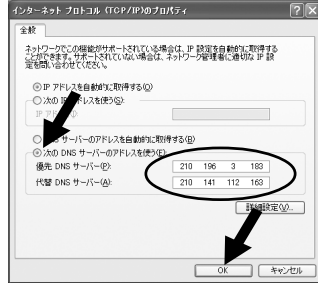 インターネット プロトコル (TCP/IP)のプロパティ
全般
ネットワークでこの機能がサポートされている場合は、IP 設定を自動的に取得する
ことができます。サポートされていない場合は、ネットワーク管理者に適切な IP 設
定を問い合わせてください。
IP アドレスを自動的に取得する(O)
次の IP アドレスを使う(S):
IP
サーバーのアドレスを自動的に取得する(B)
次の DNS サーバーのアドレスを使う(E):
優先 DNS サーバー(P): 210 196 3 183
代替 DNS サーバー(A): 210 141 112 163
詳細設定(V)...
OK キャンセル